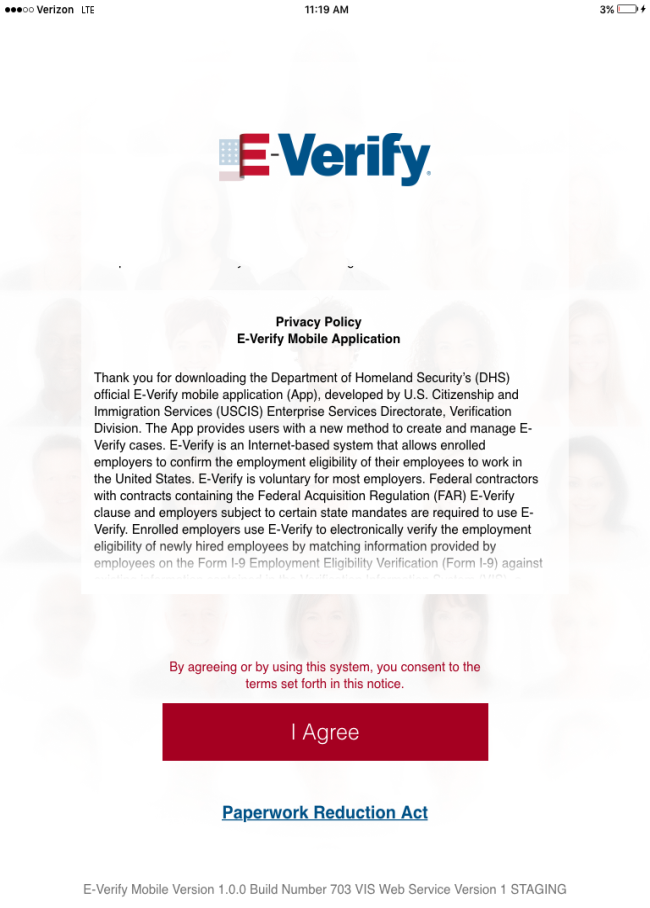 Verizon LTE 11:19 AM 3%
E-Verify
Privacy Policy
E-Verify Mobile Application
Thank you for downloading the Department of Homeland Security's (DHS)
official E-Verify mobile application (App), developed by U.S. Citizenship and
Immigration Services (USCIS) Enterprise Services Directorate, Verification
Division. The App provides users with a new method to create and manage E-
Verify cases. E-Verify is an Internet-based system that allows enrolled
employers to confirm the employment eligibility of their employees to work in
the United States. E-Verify is voluntary for most employers. Federal contractors
with contracts containing the Federal Acquisition Regulation (FAR) E-Verify
clause and employers subject to certain state mandates are required to use E-
Verify. Enrolled employers use E-Verify to electronically verify the employment
eligibility of newly hired employees by matching information provided by
employees on the Form I-9 Employment Eligibility Verification (Form I-9) against
By agreeing or by using this system, you consent to the
terms set forth in this notice.
I Agree
Paperwork Reduction Act
E-Verify Mobile Version 1.0.0 Build Number 703 VIS Web Service Version 1 STAGING